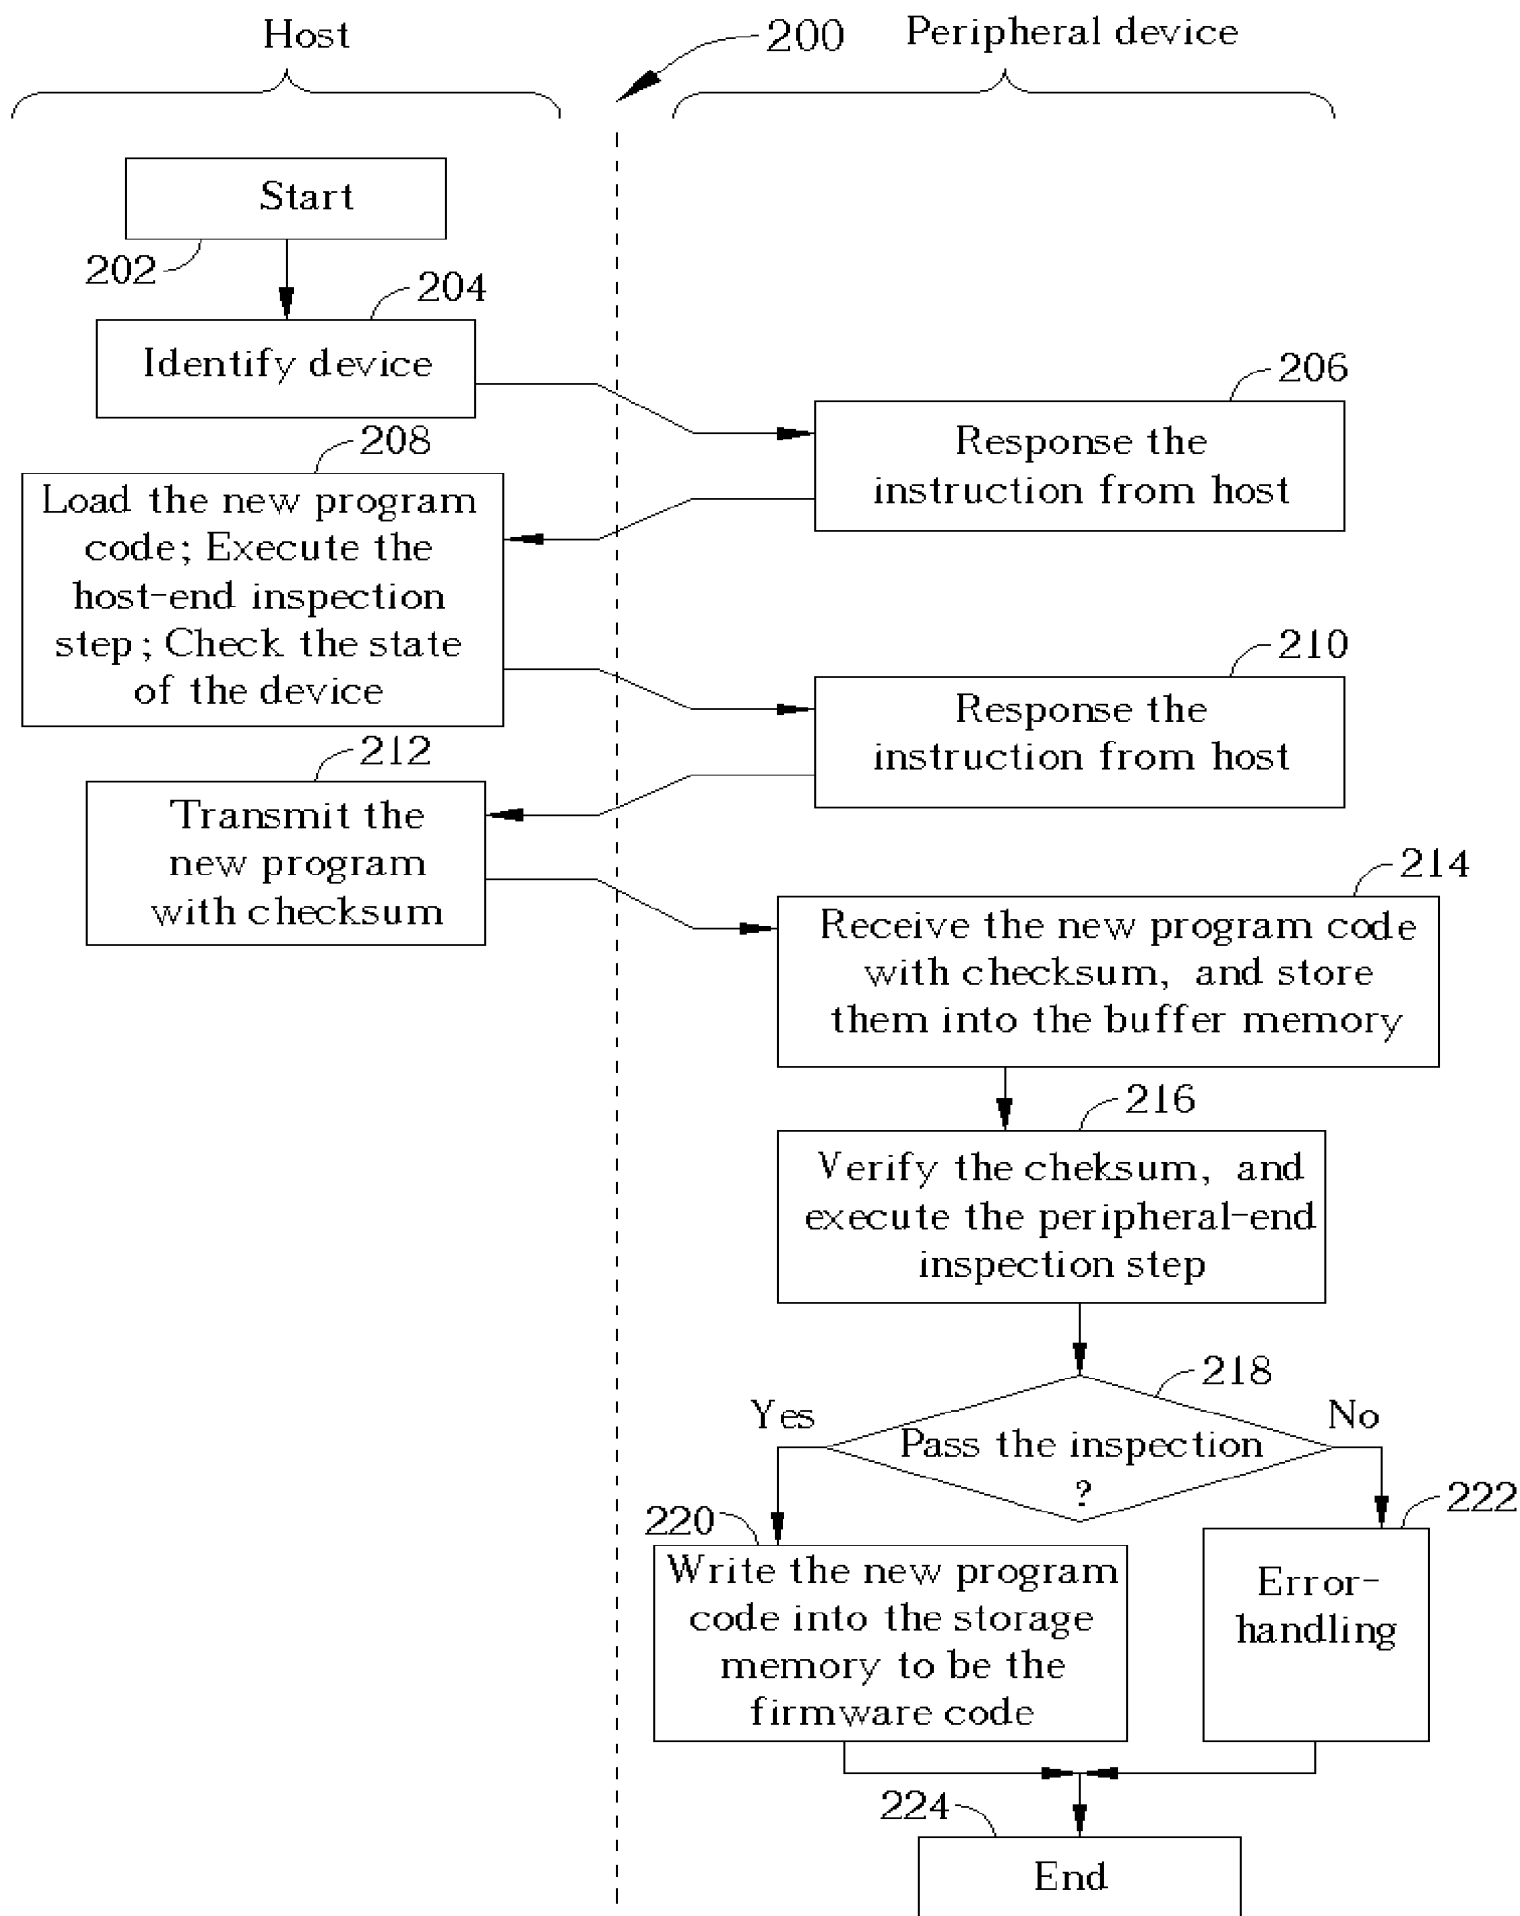 Host
200
Peripheral device
Start
202
204
Identify device
206
Response the
instruction from host
208
Load the new program
code; Execute the
host-end inspection
step; Check the state
of the device
210
Response the
instruction from host
212
Transmit the
new program
with checksum
214
Receive the new program code
with checksum, and store
them into the buffer memory
216
Verify the cheksum, and
execute the peripheral-end
inspection step
218
Yes
No
Pass the inspection
?
220
Write the new program
code into the storage
memory to be the
firmware code
222
Error-
handling
224
End